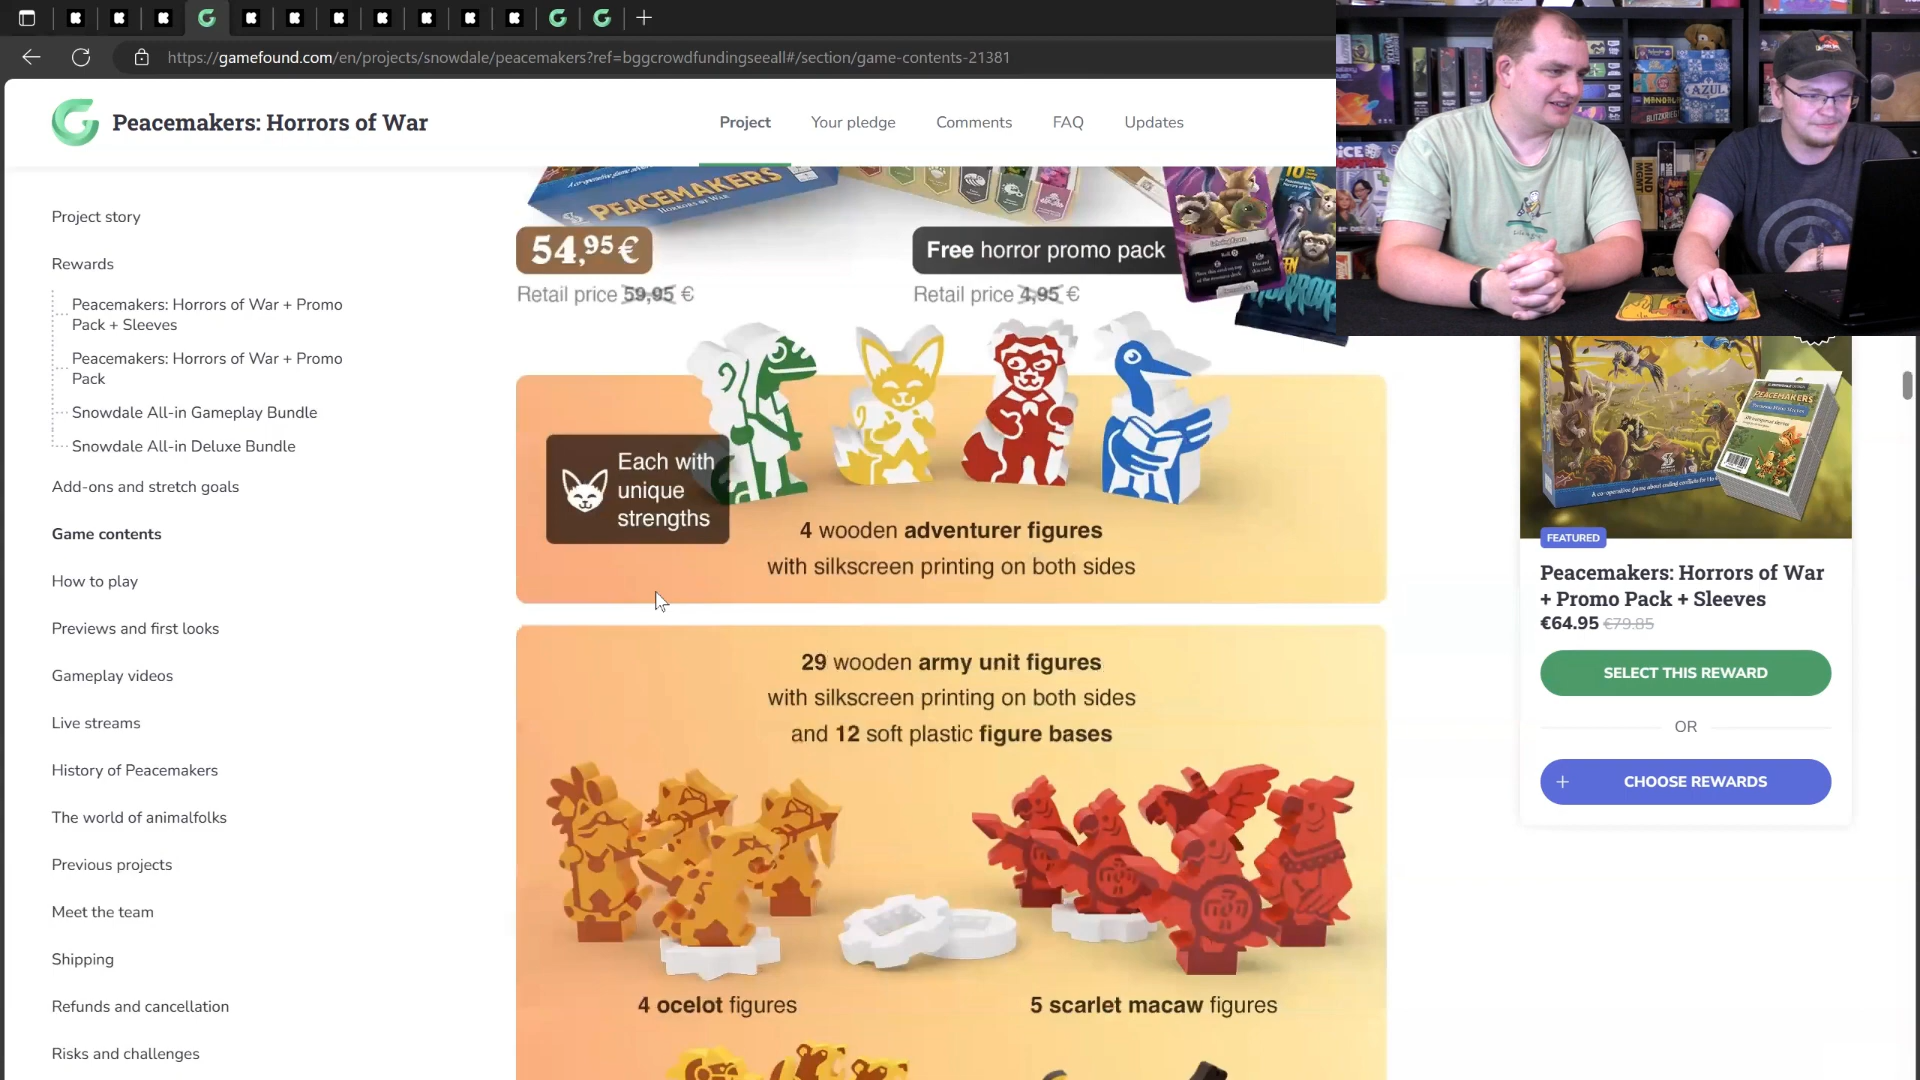 https://gamefound.com/en/projects/snowdale/peacemakers?ref=bggcrowdfundingseeall#/section/game-contents-21381
Peacemakers: Horrors of War
Project
Your pledge
Comments
FAQ
Updates
Project story
Rewards
Peacemakers: Horrors of War + Promo
Pack + Sleeves
Peacemakers: Horrors of War + Promo
Pack
Snowdale All-in Gameplay Bundle
Snowdale All-in Deluxe Bundle
Add-ons and stretch goals
Game contents
How to play
Previews and first looks
Gameplay videos
Live streams
History of Peacemakers
The world of animalfolks
Previous projects
Meet the team
Shipping
Refunds and cancellation
Risks and challenges
PEACEMAKERS
HORRORS OF WAR
54,95 €
Retail price 59,95 €
Free horror promo pack
Retail price 4,95 €
Each with
unique
strengths
4 wooden adventurer figures
with silkscreen printing on both sides
29 wooden army unit figures
with silkscreen printing on both sides
and 12 soft plastic figure bases
4 ocelot figures
5 scarlet macaw figures
AZUL
MIND
MGMT
PEACEMAKERS
FEATURED
Peacemakers: Horrors of War
+ Promo Pack + Sleeves
€64.95 €79.85
SELECT THIS REWARD
OR
+ CHOOSE REWARDS